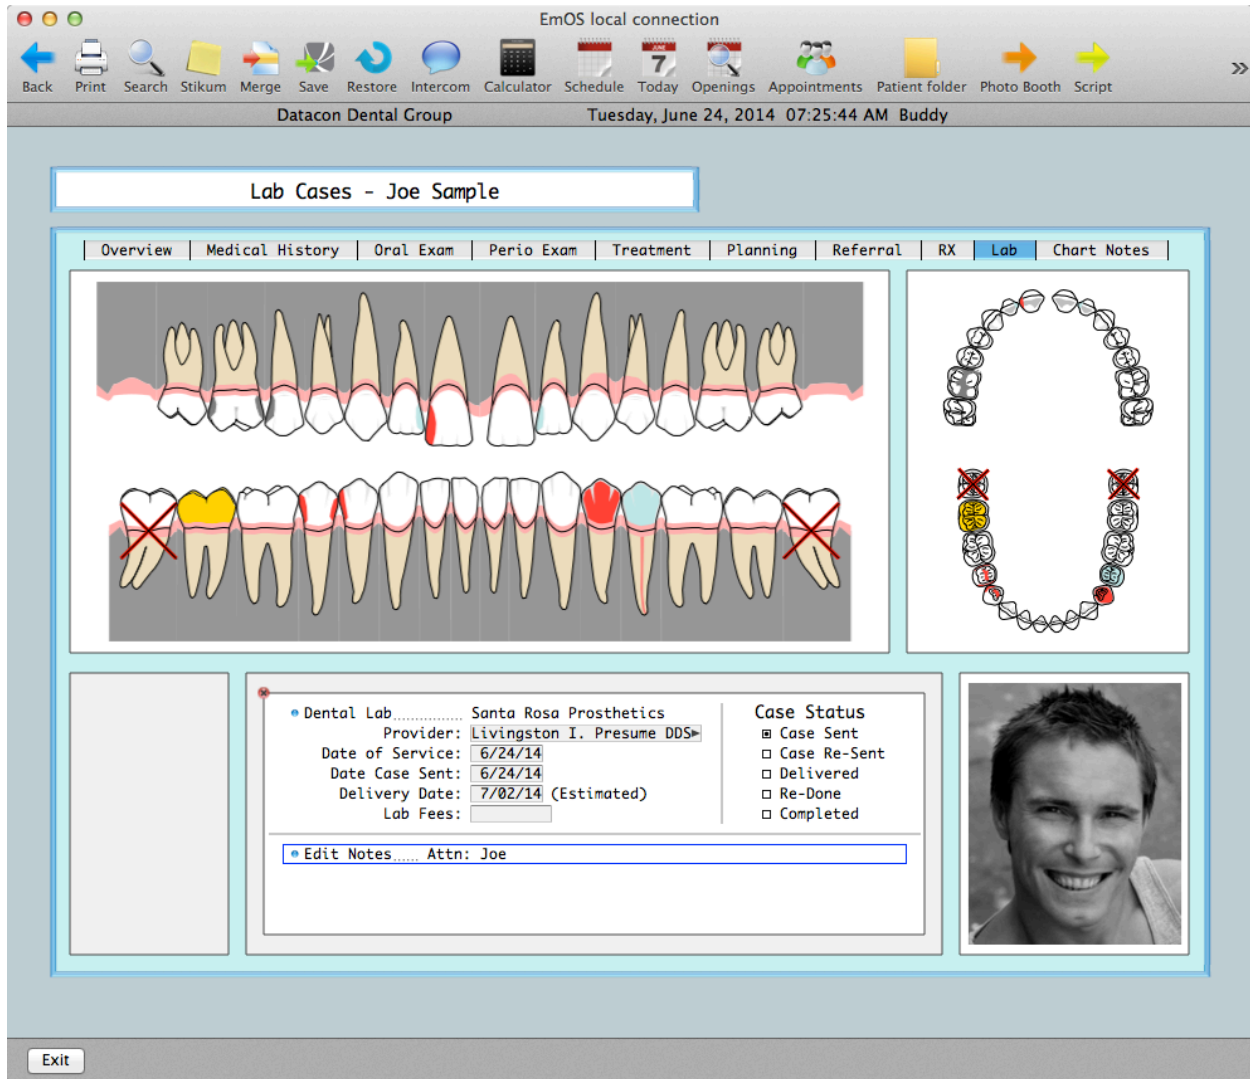 EmOS local connection
Back Print Search Stikum Merge Save Restore Intercom Calculator Schedule JUNE 7 Today Openings Appointments Patient folder Photo Booth Script »
Datacon Dental Group Tuesday, June 24, 2014 07:25:44 AM Buddy
Lab Cases - Joe Sample
Overview Medical History Oral Exam Perio Exam Treatment Planning Referral RX Lab Chart Notes
Dental Lab............... Santa Rosa Prosthetics
Provider: Livingston I. Presume DDS
Date of Service: 6/24/14
Date Case Sent: 6/24/14
Delivery Date: 7/02/14 (Estimated)
Lab Fees:
Case Status
Case Sent
Case Re-Sent
Delivered
Re-Done
Completed
Edit Notes...... Attn: Joe
Exit